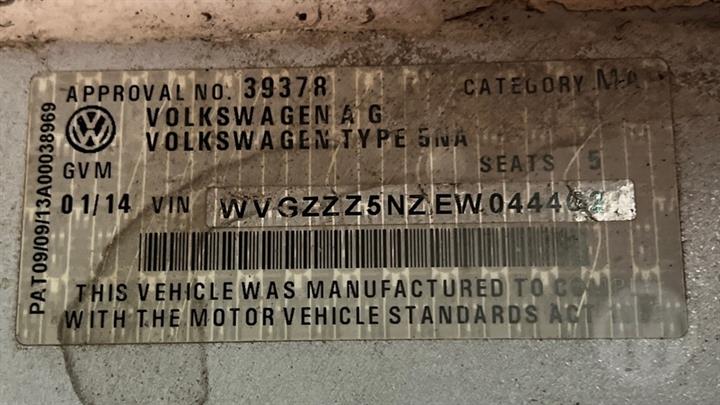 APPROVAL NO. 39378 CATEGORY MA
VOLKSWAGEN A G
VOLKSWAGEN TYPE 5NA
GVM SEATS 5
01/14 VIN
THIS VEHICLE WAS MANUFACTURED TO
WITH THE MOTOR VEHICLE STANDARDS ACT
PAT09/09/13A00038969